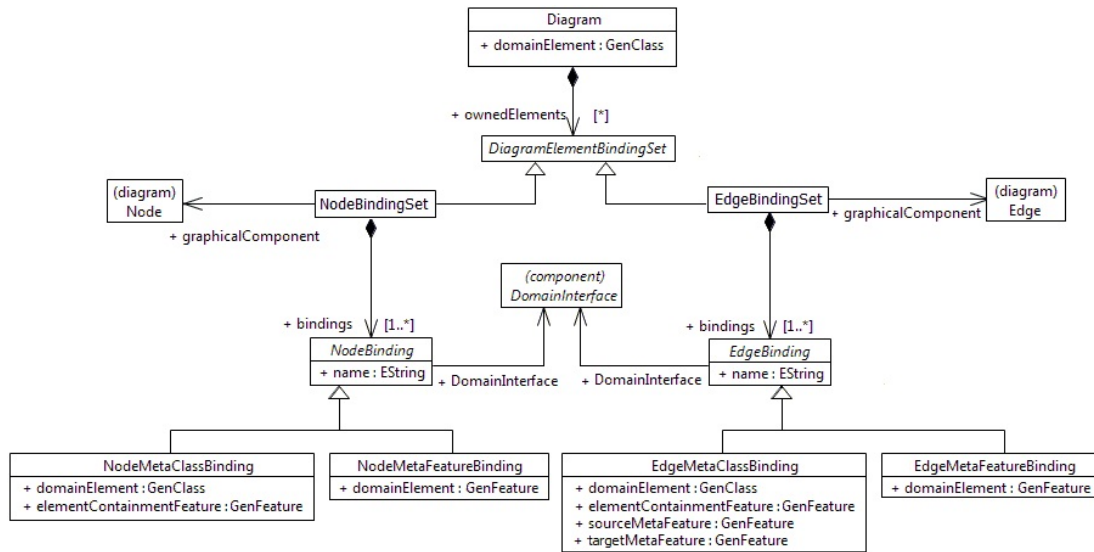 Diagram
+ domainElement : GenClass
+ ownedElements
[*]
DiagramElementBindingSet
(diagram)
Node
NodeBindingSet
EdgeBindingSet
(diagram)
Edge
+ graphicalComponent
+ graphicalComponent
(component)
DomainInterface
+ bindings
[1..*]
+ bindings
[1..*]
NodeBinding
+ name : EString
+ DomainInterface
+ DomainInterface
EdgeBinding
+ name : EString
NodeMetaClassBinding
+ domainElement : GenClass
+ elementContainmentFeature : GenFeature
NodeMetaFeatureBinding
+ domainElement : GenFeature
EdgeMetaClassBinding
+ domainElement : GenClass
+ elementContainmentFeature : GenFeature
+ sourceMetaFeature : GenFeature
+ targetMetaFeature : GenFeature
EdgeMetaFeatureBinding
+ domainElement : GenFeature